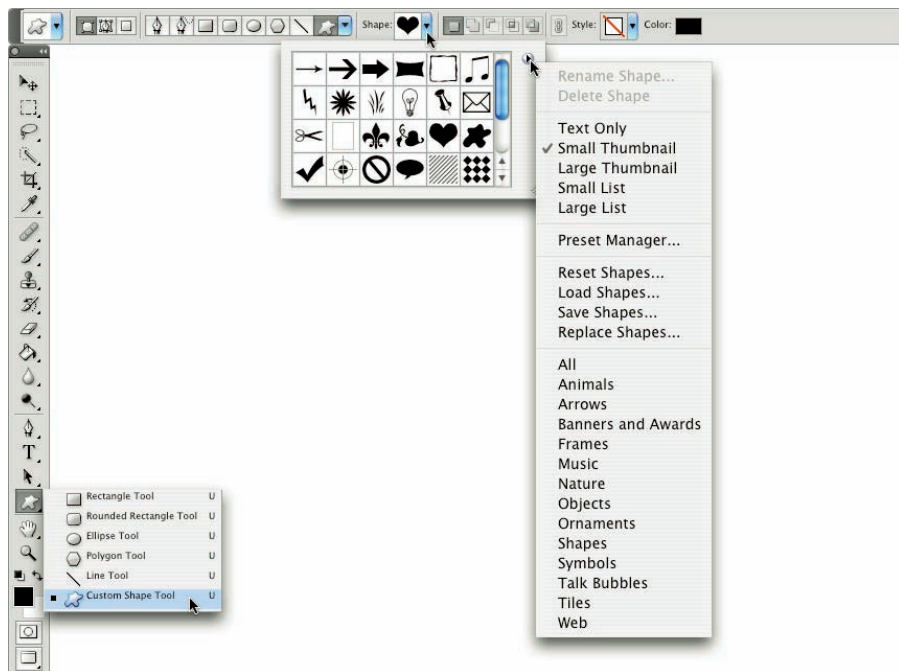 Shape:
Style:
Color:
Rename Shape...
Delete Shape
Text Only
✓ Small Thumbnail
Large Thumbnail
Small List
Large List
Preset Manager...
Reset Shapes...
Load Shapes...
Save Shapes...
Replace Shapes...
All
Animals
Arrows
Banners and Awards
Frames
Music
Nature
Objects
Ornaments
Shapes
Symbols
Talk Bubbles
Tiles
Web
T
Rectangle Tool U
Rounded Rectangle Tool U
Ellipse Tool U
Polygon Tool U
Line Tool U
Custom Shape Tool U